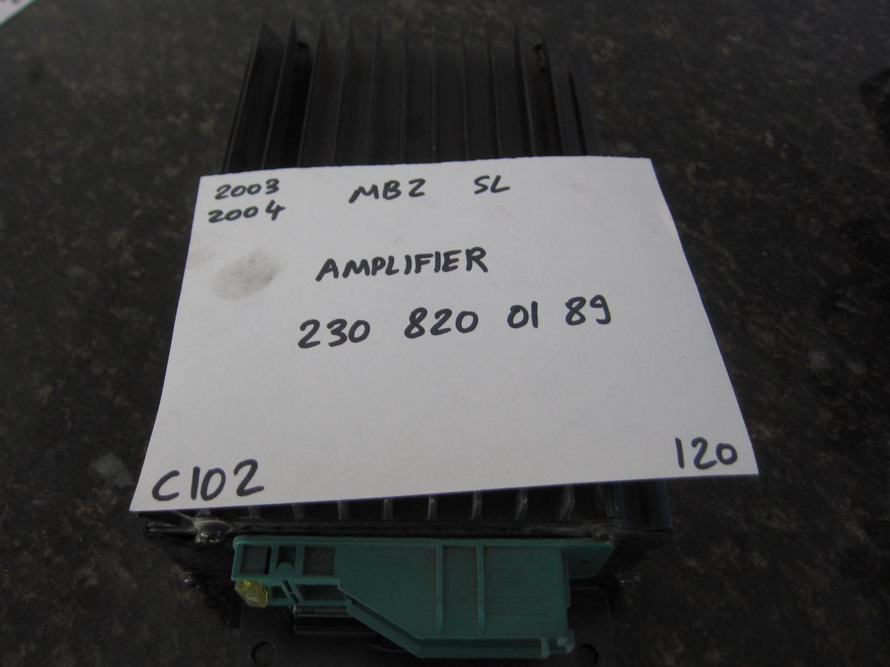 2003 MBZ SL
2004
AMPLIFIER
230 820 01 89
C102 120